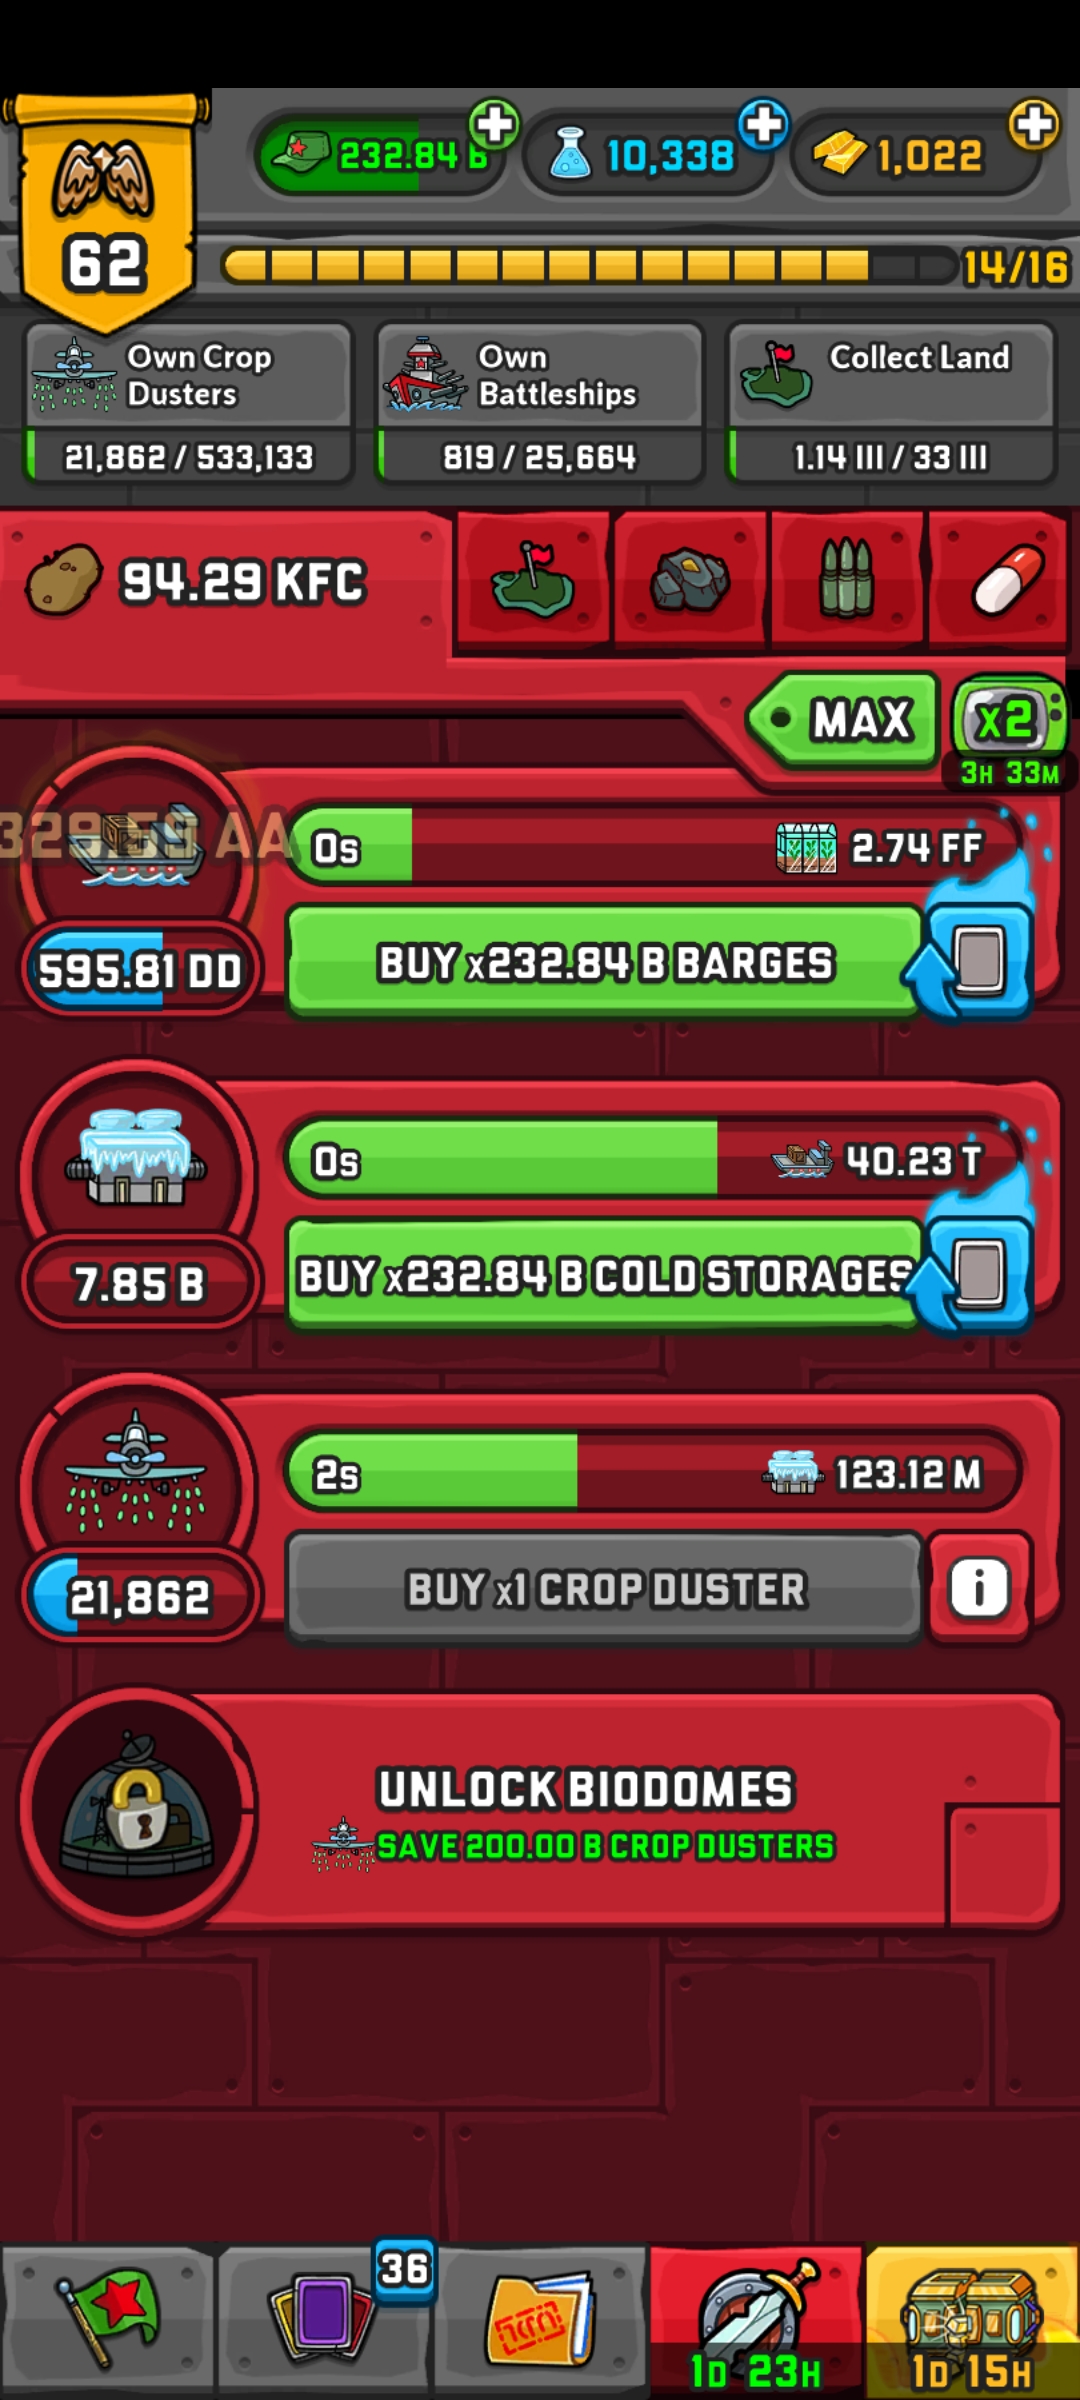 232.84 B
10,338
1,022
62
14/16
Own Crop
Dusters
21,862 / 533,133
Own
Battleships
819 / 25,664
Collect Land
1.14 III / 33 III
94.29 KFC
MAX
x2
3H 33M
329.59 AA
0s
2.74 FF
595.81 DD
BUY x232.84 B BARGES
0s
40.23 T
7.85 B
BUY x232.84 B COLD STORAGES
2s
123.12 M
21,862
BUY x1 CROP DUSTER
i
UNLOCK BIODOMES
SAVE 200.00 B CROP DUSTERS
36
1D 23H
1D 15H